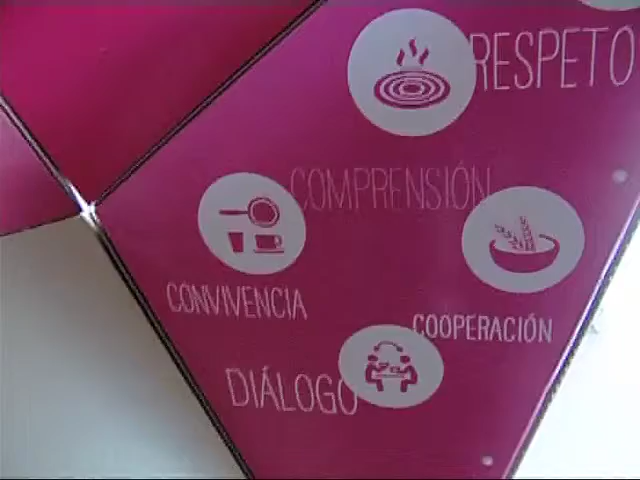 RESPETO
COMPRENSIÓN
CONVIVENCIA
COOPERACIÓN
DIÁLOGO